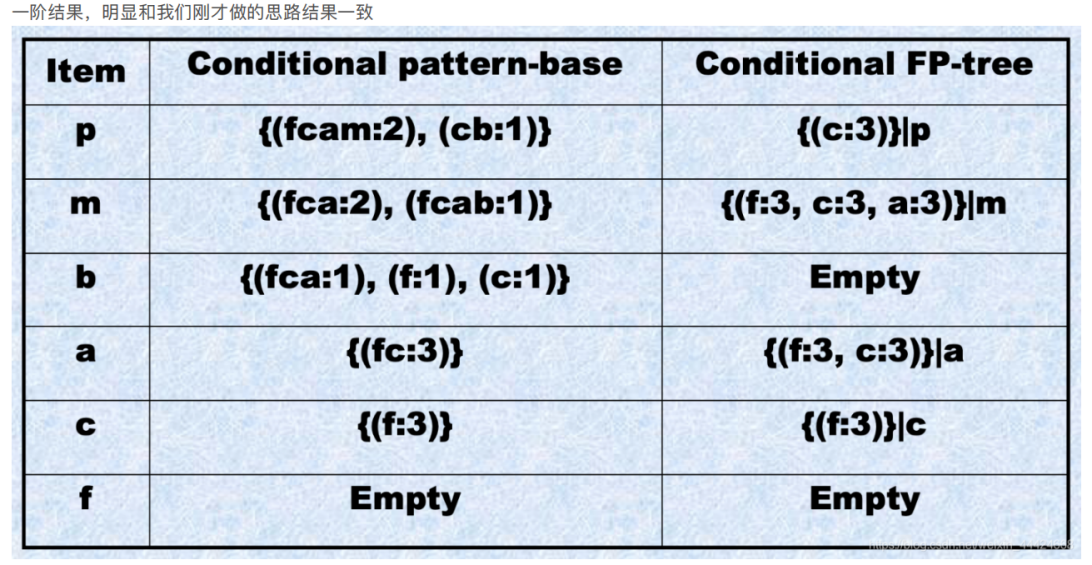 一阶结果，明显和我们刚才做的思路结果一致
Item Conditional pattern-base Conditional FP-tree
p {(fcam:2), (cb:1)} {(c:3)}|p
m {(fca:2), (fcab:1)} {(f:3, c:3, a:3)}|m
b {(fca:1), (f:1), (c:1)} Empty
a {(fc:3)} {(f:3, c:3)}|a
c {(f:3)} {(f:3)}|c
f Empty Empty